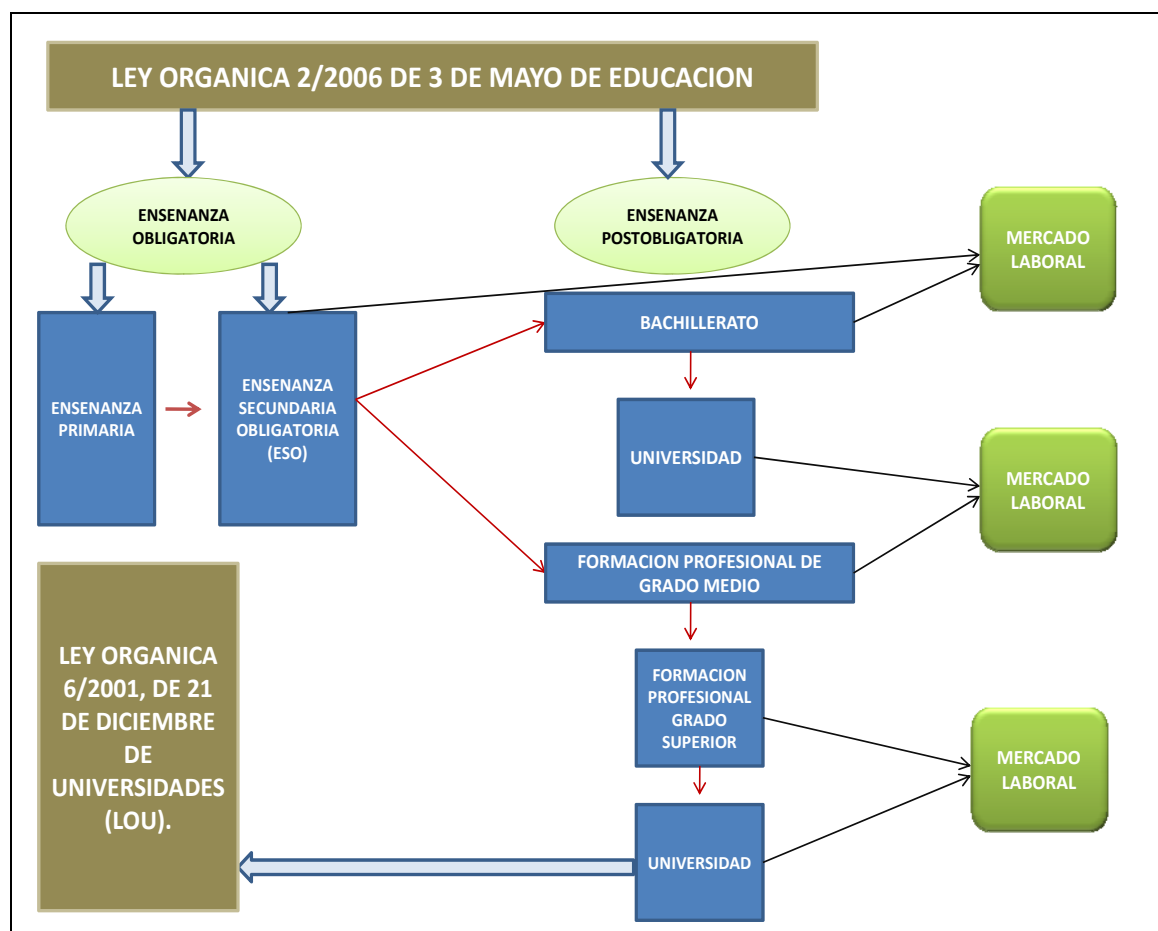 LEY ORGANICA 2/2006 DE 3 DE MAYO DE EDUCACION
ENSENANZA
OBLIGATORIA
ENSENANZA
POSTOBLIGATORIA
MERCADO
LABORAL
BACHILLERATO
ENSENANZA
PRIMARIA
ENSENANZA
SECUNDARIA
OBLIGATORIA
(ESO)
UNIVERSIDAD
MERCADO
LABORAL
FORMACION PROFESIONAL DE
GRADO MEDIO
LEY ORGANICA
6/2001, DE 21
DE DICIEMBRE
DE
UNIVERSIDADES
(LOU).
FORMACION
PROFESIONAL
GRADO
SUPERIOR
MERCADO
LABORAL
UNIVERSIDAD